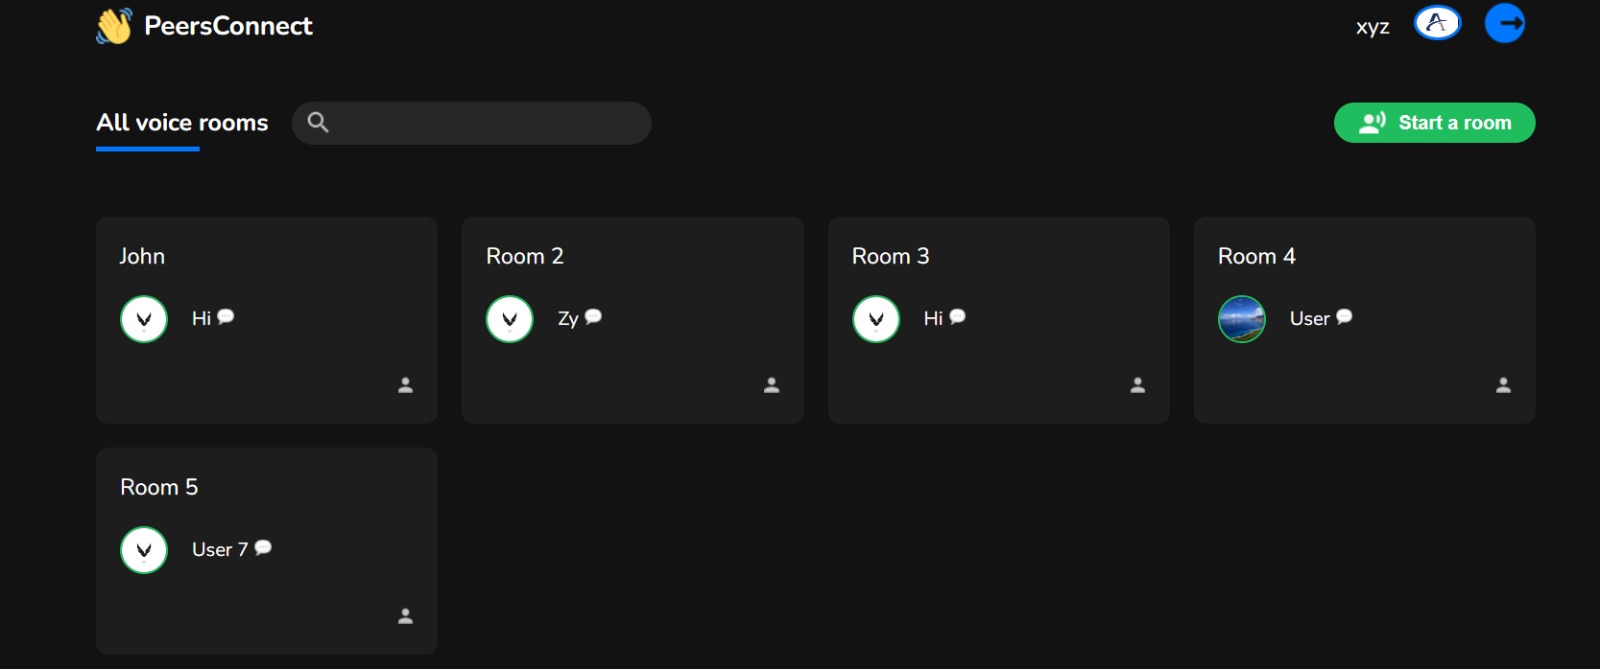 PeersConnect
xyz
All voice rooms
Start a room
John
Hi
Room 2
Zy
Room 3
Hi
Room 4
User
Room 5
User 7